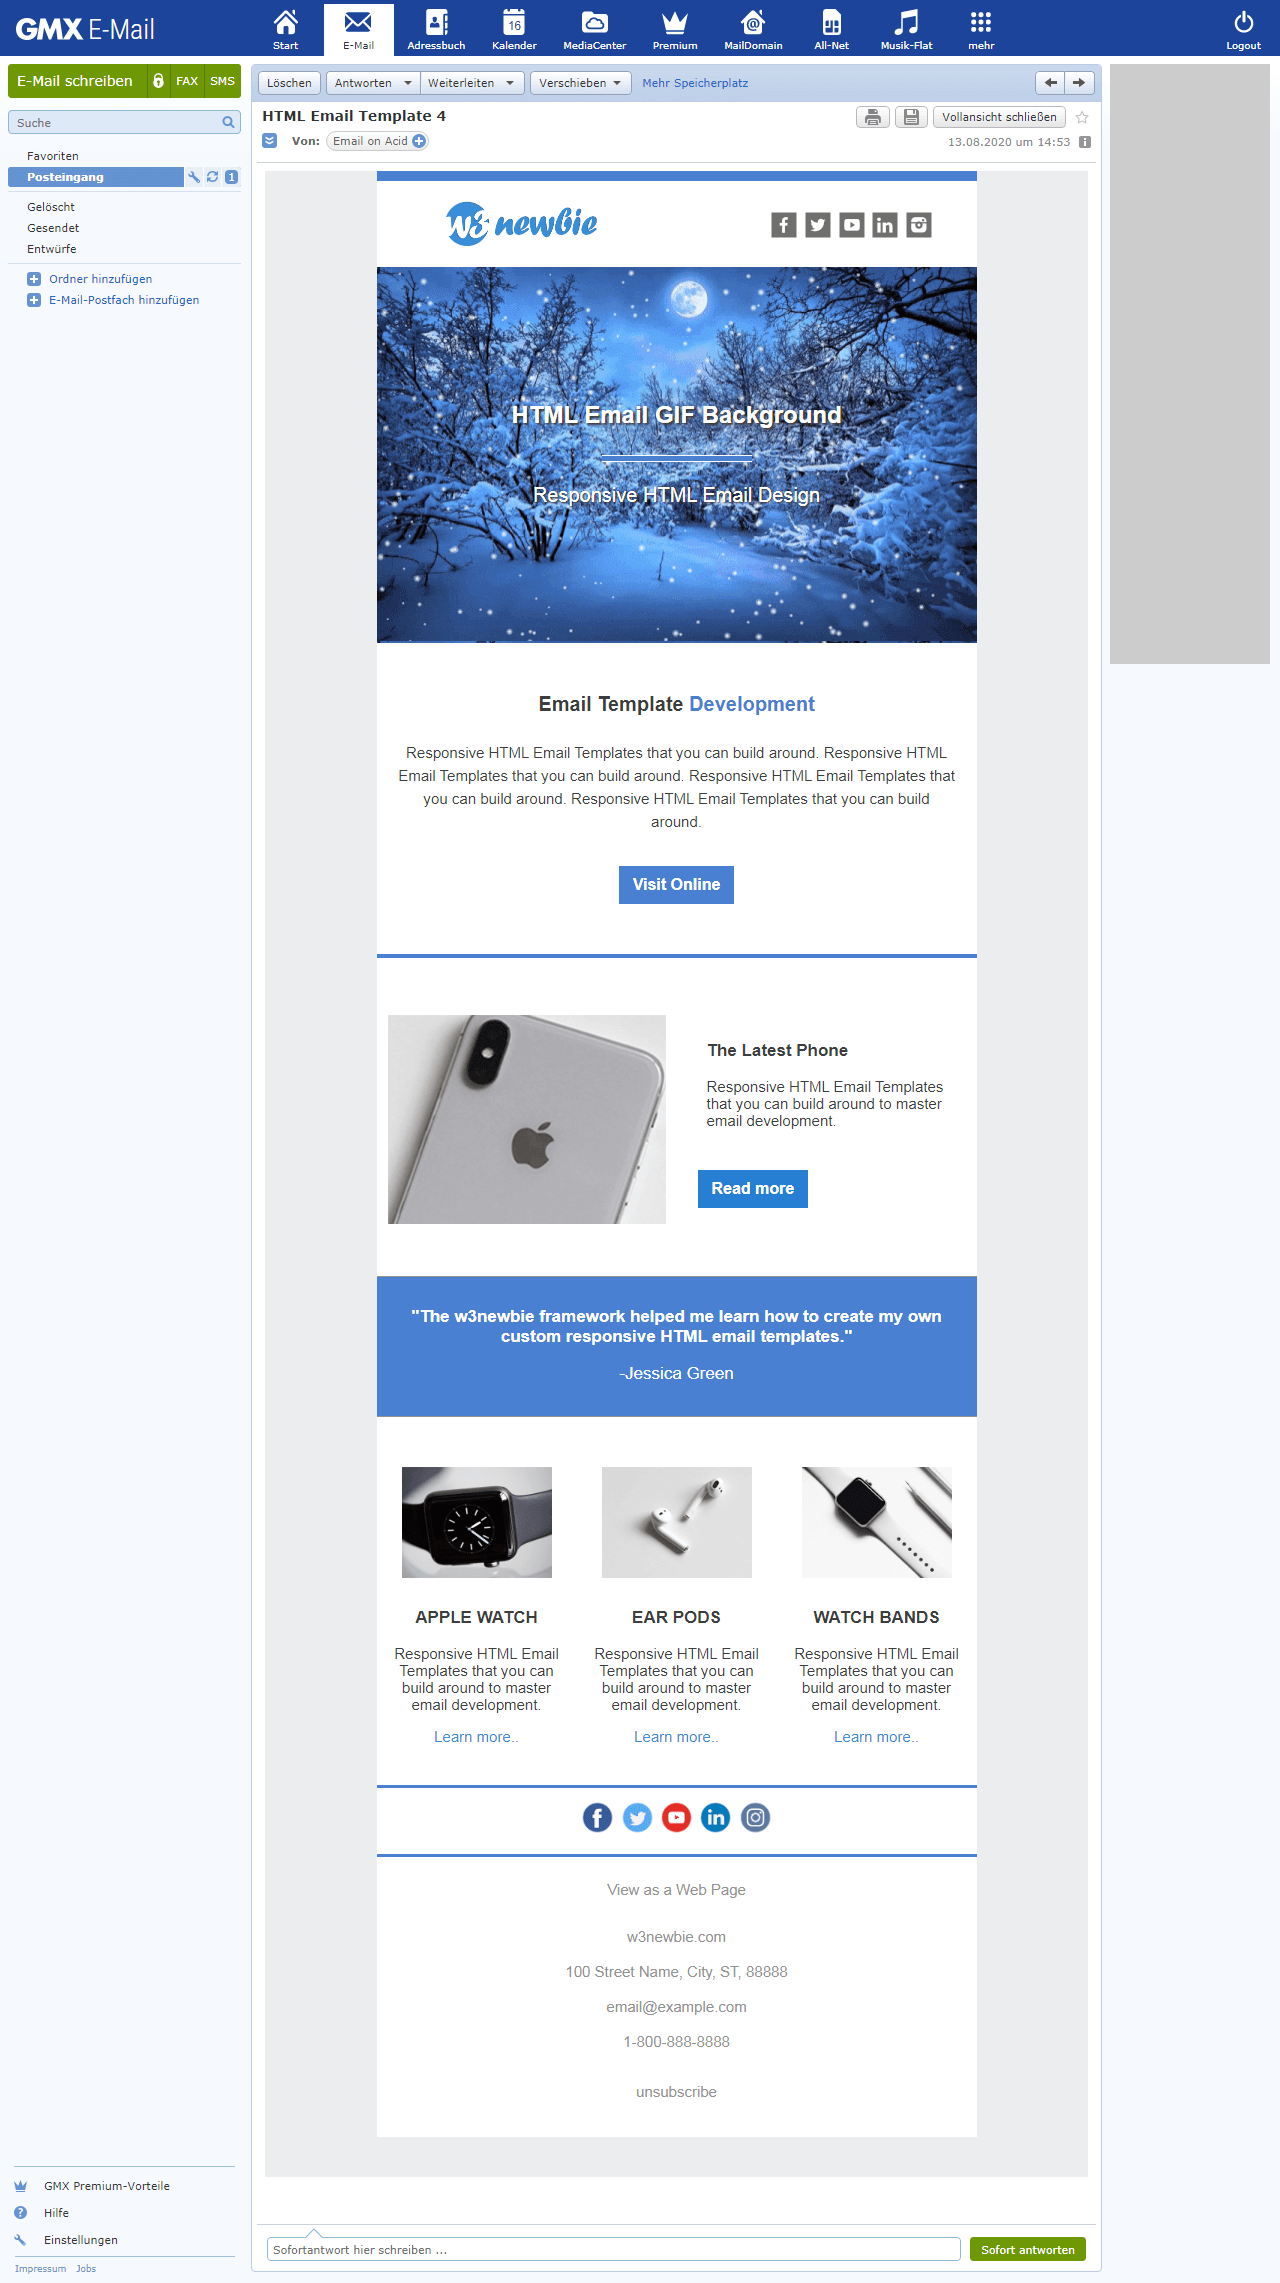 GMX E-Mail
Start
E-Mail
Adressbuch
16
Kalender
MediaCenter
Premium
MailDomain
All-Net
Musik-Flat
mehr
Logout
E-Mail schreiben FAX SMS
Suche
Favoriten
Posteingang 1
Gelöscht
Gesendet
Entwürfe
Ordner hinzufügen
E-Mail-Postfach hinzufügen
Löschen Antworten Weiterleiten Verschieben Mehr Speicherplatz
HTML Email Template 4
Vollansicht schließen
Von: Email on Acid
13.08.2020 um 14:53
W3 newbie
HTML Email GIF Background
Responsive HTML Email Design
Email Template Development
Responsive HTML Email Templates that you can build around. Responsive HTML
Email Templates that you can build around. Responsive HTML Email Templates that
you can build around. Responsive HTML Email Templates that you can build
around.
Visit Online
The Latest Phone
Responsive HTML Email Templates
that you can build around to master
email development.
Read more
"The w3newbie framework helped me learn how to create my own
custom responsive HTML email templates."
-Jessica Green
APPLE WATCH
Responsive HTML Email
Templates that you can
build around to master
email development.
Learn more..
EAR PODS
Responsive HTML Email
Templates that you can
build around to master
email development.
Learn more..
WATCH BANDS
Responsive HTML Email
Templates that you can
build around to master
email development.
Learn more..
View as a Web Page
w3newbie.com
100 Street Name, City, ST, 88888
email@example.com
1-800-888-8888
unsubscribe
GMX Premium-Vorteile
Hilfe
Einstellungen
Impressum Jobs
Sofortantwort hier schreiben ...
Sofort antworten